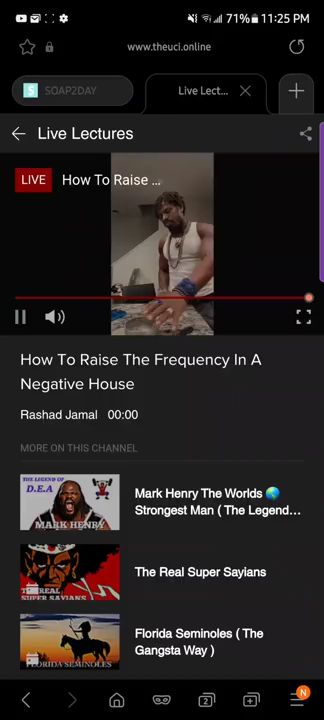 71% 11:25 PM
www.theuci.online
S SOAP2DAY
Live Lect...
Live Lectures
LIVE How To Raise ...
How To Raise The Frequency In A
Negative House
Rashad Jamal 00:00
MORE ON THIS CHANNEL
THE LEGEND OF
D.E.A
MARK HENRY
Mark Henry The Worlds 🌎
Strongest Man ( The Legend...
THE REAL
SUPER SAYIANS
The Real Super Sayians
FLORIDA SEMINOLES
Florida Seminoles ( The
Gangsta Way )
2
N